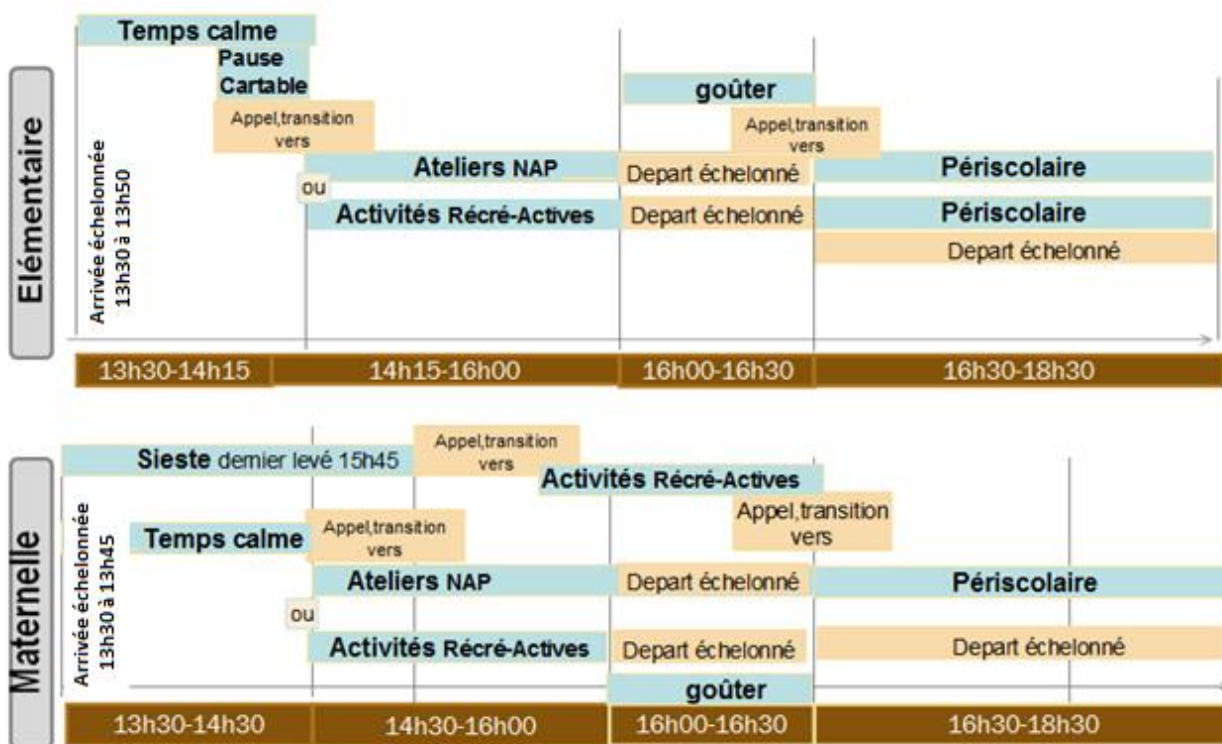 Elémentaire
Arrivée échelonnée
13h30 à 13h50
Temps calme
Pause
Cartable
Appel,transition
vers
ou
Ateliers NAP
Activités Récré-Actives
goûter
Appel,transition
vers
Depart échelonné
Depart échelonné
Périscolaire
Périscolaire
Depart échelonné
13h30-14h15
14h15-16h00
16h00-16h30
16h30-18h30
Maternelle
Arrivée échelonnée
13h30 à 13h45
Sieste dernier levé 15h45
Appel,transition
vers
Activités Récré-Actives
Appel,transition
vers
Temps calme
Appel,transition
vers
ou
Ateliers NAP
Depart échelonné
Périscolaire
Activités Récré-Actives
Depart échelonné
Depart échelonné
goûter
13h30-14h30
14h30-16h00
16h00-16h30
16h30-18h30